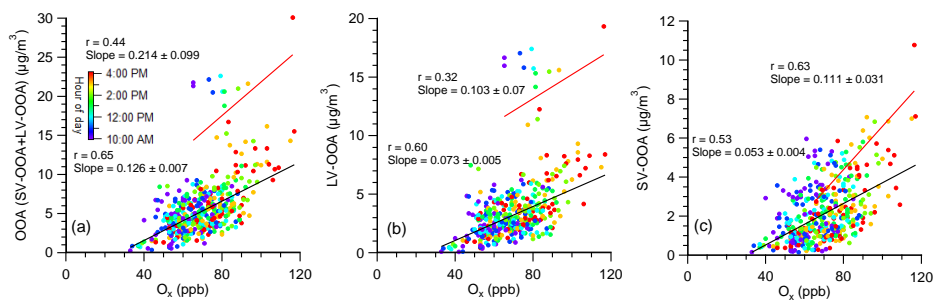 OOA (SV-OOA+LV-OOA) (µg/m³)
30
25
20
15
10
5
0
r = 0.44
Slope = 0.214 ± 0.099
Hour of day
4:00 PM
2:00 PM
12:00 PM
10:00 AM
r = 0.65
Slope = 0.126 ± 0.007
(a)
0 40 80 120
Ox (ppb)
LV-OOA (µg/m³)
20
15
10
5
0
r = 0.32
Slope = 0.103 ± 0.07
r = 0.60
Slope = 0.073 ± 0.005
(b)
0 40 80 120
Ox (ppb)
SV-OOA (µg/m³)
12
10
8
6
4
2
0
r = 0.63
Slope = 0.111 ± 0.031
r = 0.53
Slope = 0.053 ± 0.004
(c)
0 40 80 120
Ox (ppb)